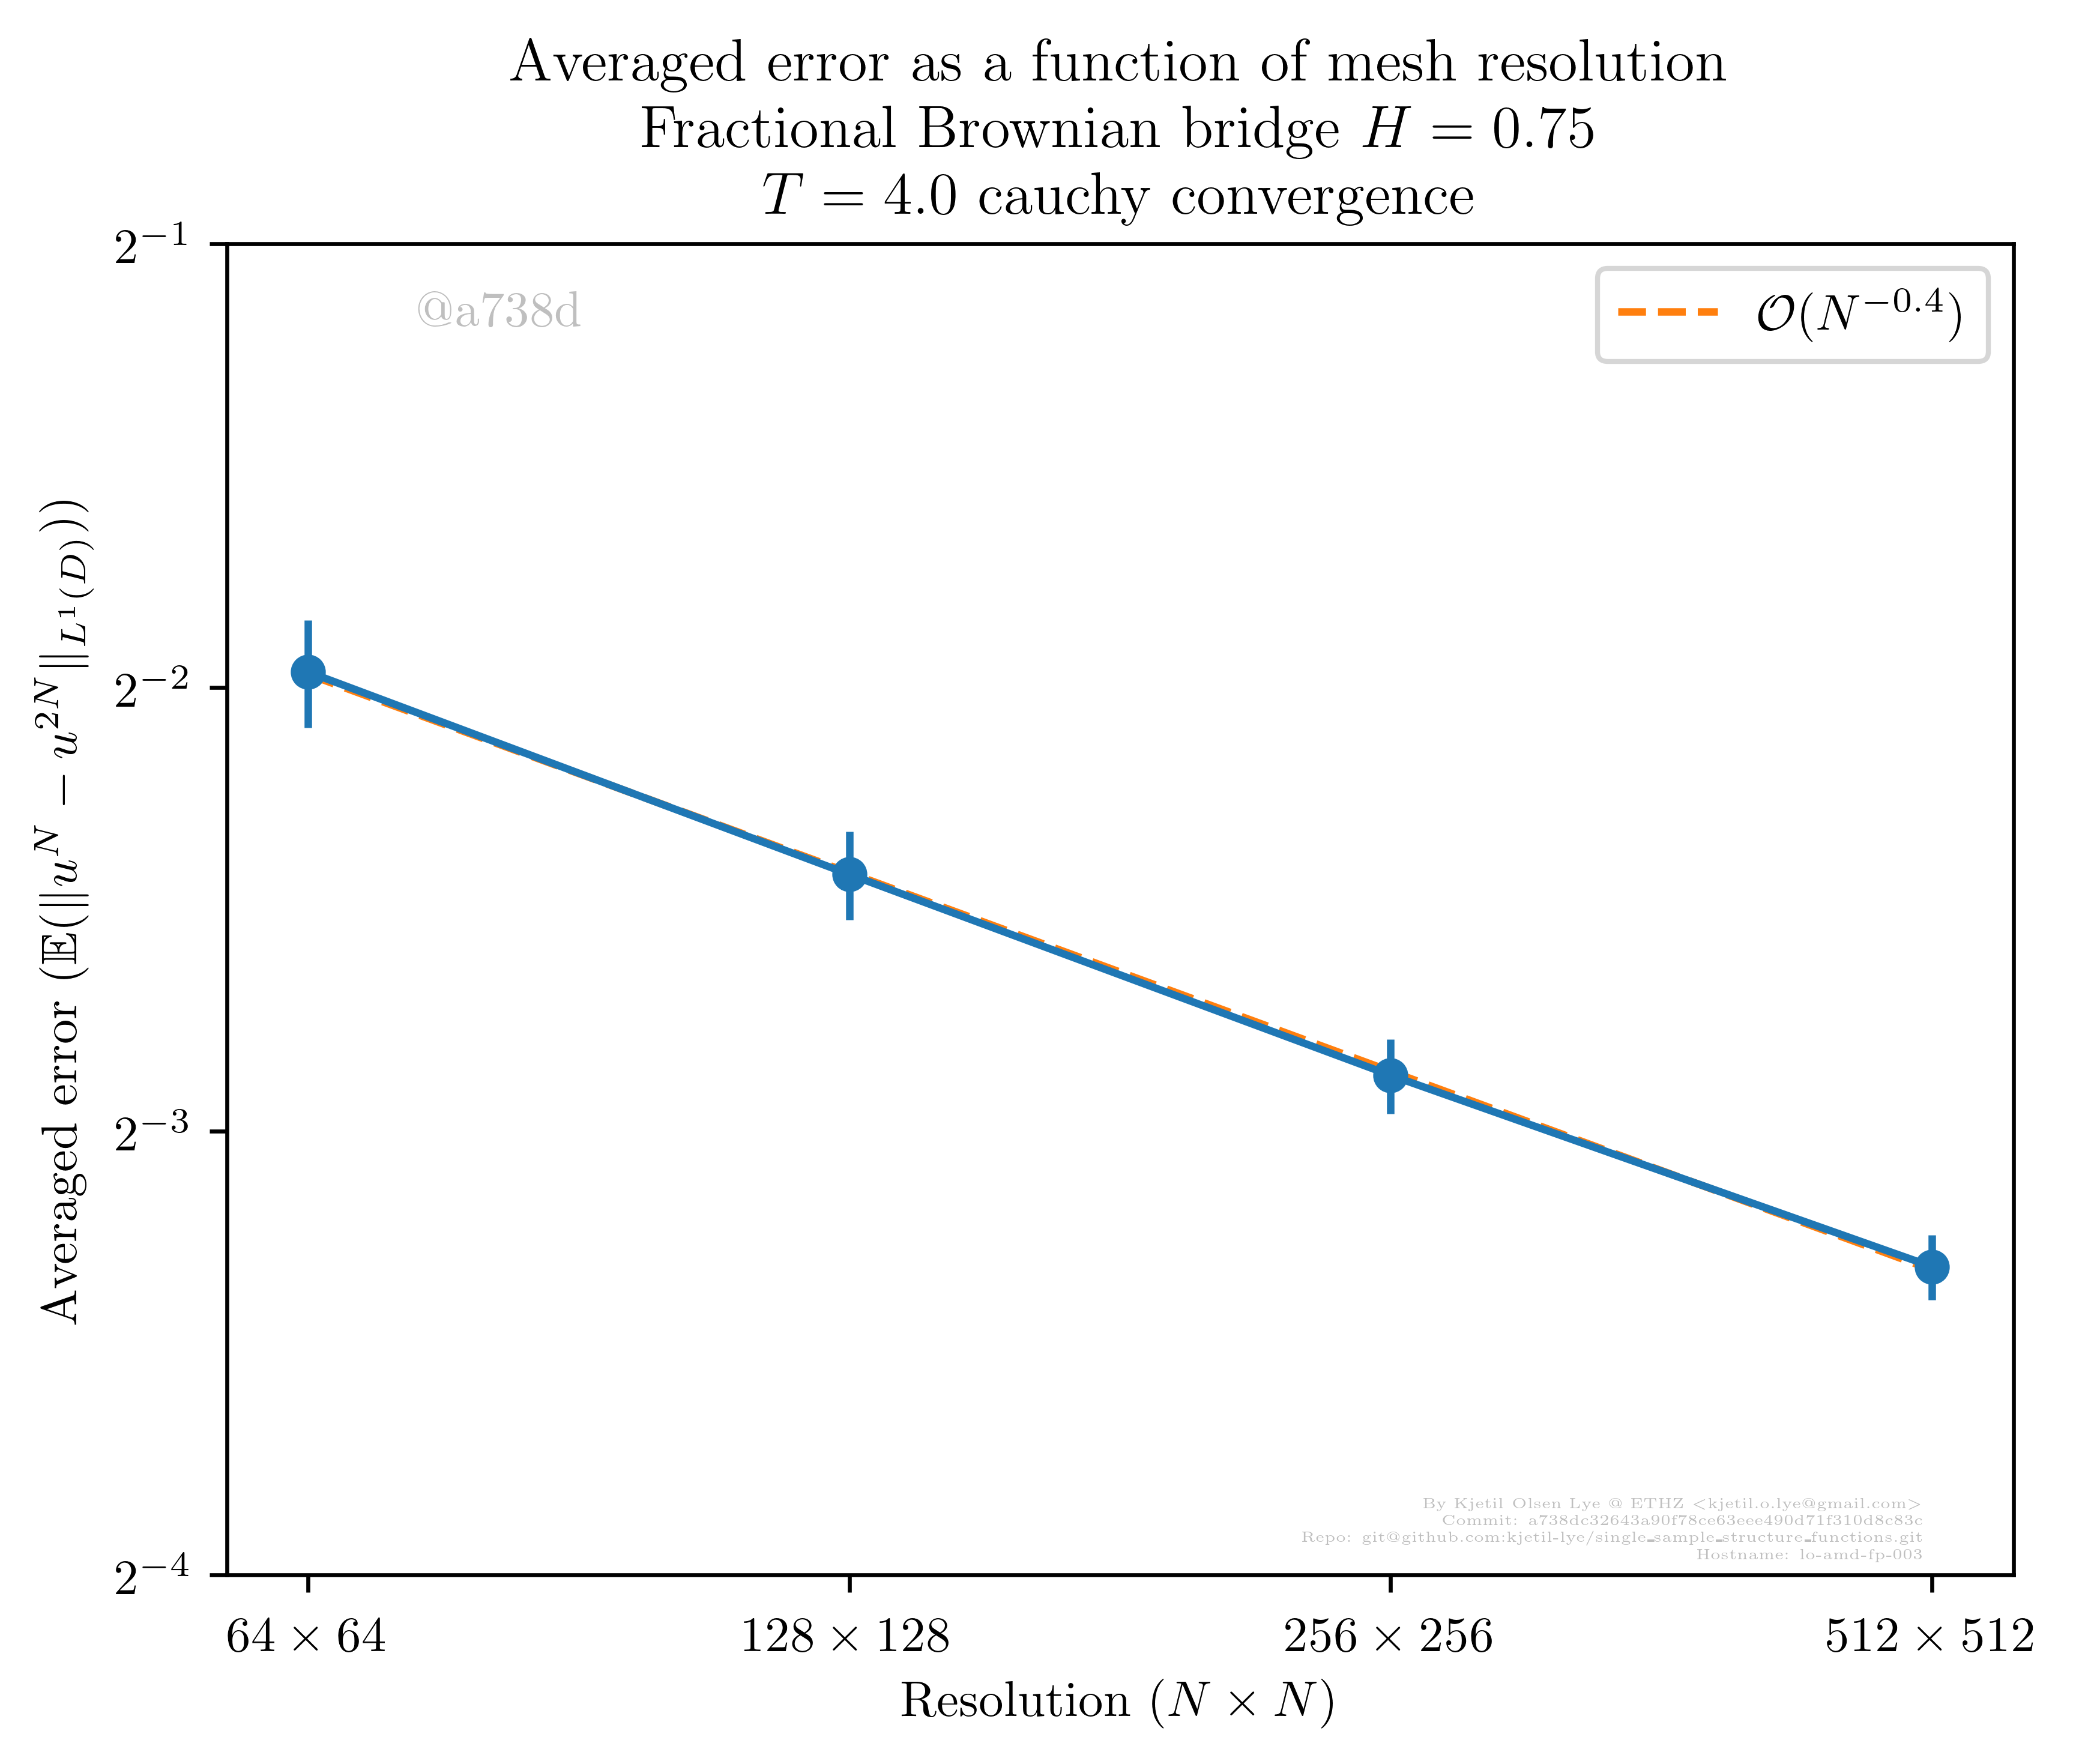 Averaged error as a function of mesh resolution
Fractional Brownian bridge H = 0.75
T = 4.0 cauchy convergence
2^{-1}
@a738d
𝒪(N^{-0.4})
2^{-2}
2^{-3}
2^{-4}
Averaged error (𝔼(||u^N − u^{2N}||_{L^1(D)}))
By Kjetil Olsen Lye @ ETHZ <kjetil.o.lye@gmail.com>
Commit: a738dc32643a90f78ce63eee490d71f310d8c83c
Repo: git@github.com:kjetil-lye/single_sample_structure_functions.git
Hostname: lo-amd-fp-003
64 × 64 128 × 128 256 × 256 512 × 512
Resolution (N × N)